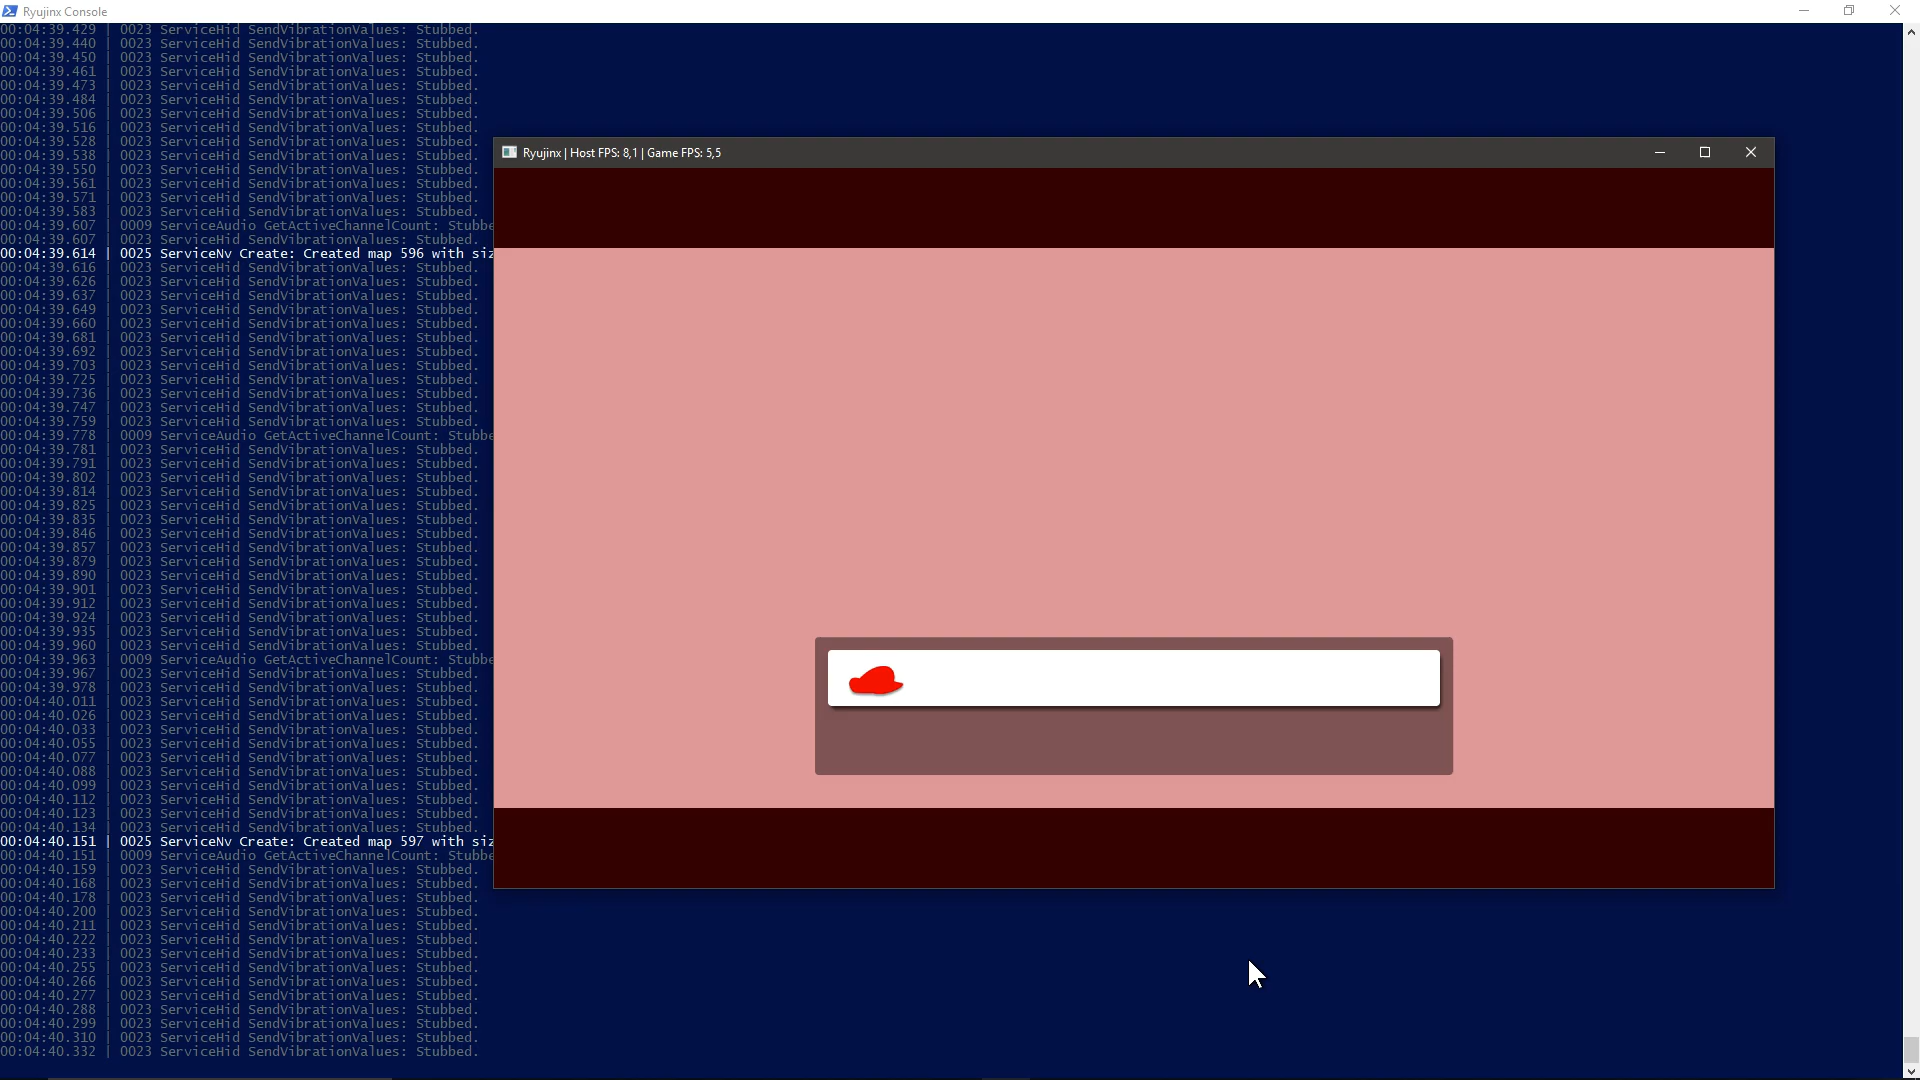 Ryujinx Console
00:04:39.429 | 0023 ServiceHid SendVibrationValues: Stubbed.
00:04:39.440 | 0023 ServiceHid SendVibrationValues: Stubbed.
00:04:39.450 | 0023 ServiceHid SendVibrationValues: Stubbed.
00:04:39.461 | 0023 ServiceHid SendVibrationValues: Stubbed.
00:04:39.473 | 0023 ServiceHid SendVibrationValues: Stubbed.
00:04:39.484 | 0023 ServiceHid SendVibrationValues: Stubbed.
00:04:39.506 | 0023 ServiceHid SendVibrationValues: Stubbed.
00:04:39.516 | 0023 ServiceHid SendVibrationValues: Stubbed.
00:04:39.528 | 0023 ServiceHid SendVibrationValues: Stubbed.
00:04:39.538 | 0023 ServiceHid SendVibrationValues: Stubbed.
00:04:39.550 | 0023 ServiceHid SendVibrationValues: Stubbed.
00:04:39.561 | 0023 ServiceHid SendVibrationValues: Stubbed.
00:04:39.571 | 0023 ServiceHid SendVibrationValues: Stubbed.
00:04:39.583 | 0023 ServiceHid SendVibrationValues: Stubbed.
00:04:39.607 | 0009 ServiceAudio GetActiveChannelCount: Stubbe
00:04:39.607 | 0023 ServiceHid SendVibrationValues: Stubbed.
00:04:39.614 | 0025 ServiceNv Create: Created map 596 with siz
00:04:39.616 | 0023 ServiceHid SendVibrationValues: Stubbed.
00:04:39.626 | 0023 ServiceHid SendVibrationValues: Stubbed.
00:04:39.637 | 0023 ServiceHid SendVibrationValues: Stubbed.
00:04:39.649 | 0023 ServiceHid SendVibrationValues: Stubbed.
00:04:39.660 | 0023 ServiceHid SendVibrationValues: Stubbed.
00:04:39.681 | 0023 ServiceHid SendVibrationValues: Stubbed.
00:04:39.692 | 0023 ServiceHid SendVibrationValues: Stubbed.
00:04:39.703 | 0023 ServiceHid SendVibrationValues: Stubbed.
00:04:39.725 | 0023 ServiceHid SendVibrationValues: Stubbed.
00:04:39.736 | 0023 ServiceHid SendVibrationValues: Stubbed.
00:04:39.747 | 0023 ServiceHid SendVibrationValues: Stubbed.
00:04:39.759 | 0023 ServiceHid SendVibrationValues: Stubbed.
00:04:39.778 | 0009 ServiceAudio GetActiveChannelCount: Stubbe
00:04:39.781 | 0023 ServiceHid SendVibrationValues: Stubbed.
00:04:39.791 | 0023 ServiceHid SendVibrationValues: Stubbed.
00:04:39.802 | 0023 ServiceHid SendVibrationValues: Stubbed.
00:04:39.814 | 0023 ServiceHid SendVibrationValues: Stubbed.
00:04:39.825 | 0023 ServiceHid SendVibrationValues: Stubbed.
00:04:39.835 | 0023 ServiceHid SendVibrationValues: Stubbed.
00:04:39.846 | 0023 ServiceHid SendVibrationValues: Stubbed.
00:04:39.857 | 0023 ServiceHid SendVibrationValues: Stubbed.
00:04:39.879 | 0023 ServiceHid SendVibrationValues: Stubbed.
00:04:39.890 | 0023 ServiceHid SendVibrationValues: Stubbed.
00:04:39.901 | 0023 ServiceHid SendVibrationValues: Stubbed.
00:04:39.912 | 0023 ServiceHid SendVibrationValues: Stubbed.
00:04:39.924 | 0023 ServiceHid SendVibrationValues: Stubbed.
00:04:39.935 | 0023 ServiceHid SendVibrationValues: Stubbed.
00:04:39.960 | 0023 ServiceHid SendVibrationValues: Stubbed.
00:04:39.963 | 0009 ServiceAudio GetActiveChannelCount: Stubbe
00:04:39.967 | 0023 ServiceHid SendVibrationValues: Stubbed.
00:04:39.978 | 0023 ServiceHid SendVibrationValues: Stubbed.
00:04:40.011 | 0023 ServiceHid SendVibrationValues: Stubbed.
00:04:40.026 | 0023 ServiceHid SendVibrationValues: Stubbed.
00:04:40.033 | 0023 ServiceHid SendVibrationValues: Stubbed.
00:04:40.055 | 0023 ServiceHid SendVibrationValues: Stubbed.
00:04:40.077 | 0023 ServiceHid SendVibrationValues: Stubbed.
00:04:40.088 | 0023 ServiceHid SendVibrationValues: Stubbed.
00:04:40.099 | 0023 ServiceHid SendVibrationValues: Stubbed.
00:04:40.112 | 0023 ServiceHid SendVibrationValues: Stubbed.
00:04:40.123 | 0023 ServiceHid SendVibrationValues: Stubbed.
00:04:40.134 | 0023 ServiceHid SendVibrationValues: Stubbed.
00:04:40.151 | 0025 ServiceNv Create: Created map 597 with siz
00:04:40.151 | 0009 ServiceAudio GetActiveChannelCount: Stubbe
00:04:40.159 | 0023 ServiceHid SendVibrationValues: Stubbed.
00:04:40.168 | 0023 ServiceHid SendVibrationValues: Stubbed.
00:04:40.178 | 0023 ServiceHid SendVibrationValues: Stubbed.
00:04:40.200 | 0023 ServiceHid SendVibrationValues: Stubbed.
00:04:40.211 | 0023 ServiceHid SendVibrationValues: Stubbed.
00:04:40.222 | 0023 ServiceHid SendVibrationValues: Stubbed.
00:04:40.233 | 0023 ServiceHid SendVibrationValues: Stubbed.
00:04:40.255 | 0023 ServiceHid SendVibrationValues: Stubbed.
00:04:40.266 | 0023 ServiceHid SendVibrationValues: Stubbed.
00:04:40.277 | 0023 ServiceHid SendVibrationValues: Stubbed.
00:04:40.288 | 0023 ServiceHid SendVibrationValues: Stubbed.
00:04:40.299 | 0023 ServiceHid SendVibrationValues: Stubbed.
00:04:40.310 | 0023 ServiceHid SendVibrationValues: Stubbed.
00:04:40.332 | 0023 ServiceHid SendVibrationValues: Stubbed.
Ryujinx | Host FPS: 8,1 | Game FPS: 5,5